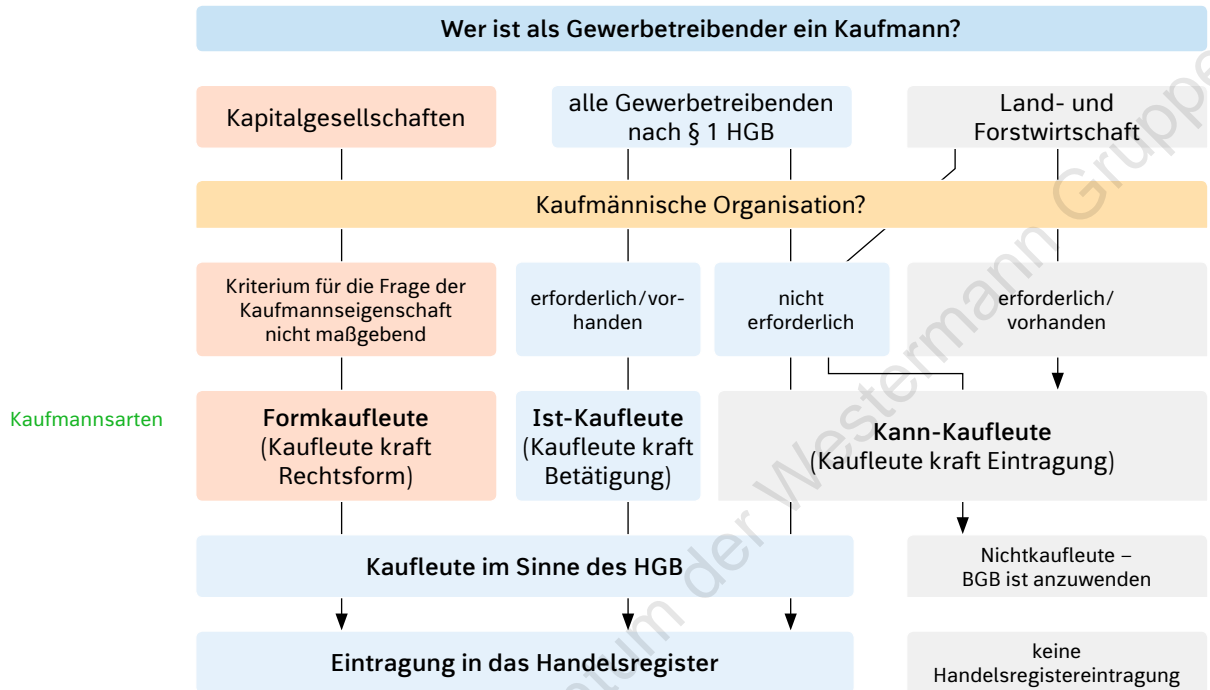 Wer ist als Gewerbetreibender ein Kaufmann?
Kapitalgesellschaften
alle Gewerbetreibenden
nach § 1 HGB
Land- und
Forstwirtschaft
Kaufmännische Organisation?
Kriterium für die Frage der
Kaufmannseigenschaft
nicht maßgebend
erforderlich/vor-
handen
nicht
erforderlich
erforderlich/
vorhanden
Kaufmannsarten
Formkaufleute
(Kaufleute kraft
Rechtsform)
Ist-Kaufleute
(Kaufleute kraft
Betätigung)
Kann-Kaufleute
(Kaufleute kraft Eintragung)
Kaufleute im Sinne des HGB
Nichtkaufleute –
BGB ist anzuwenden
Eintragung in das Handelsregister
keine
Handelsregistereintragung
der Westermann Gruppe